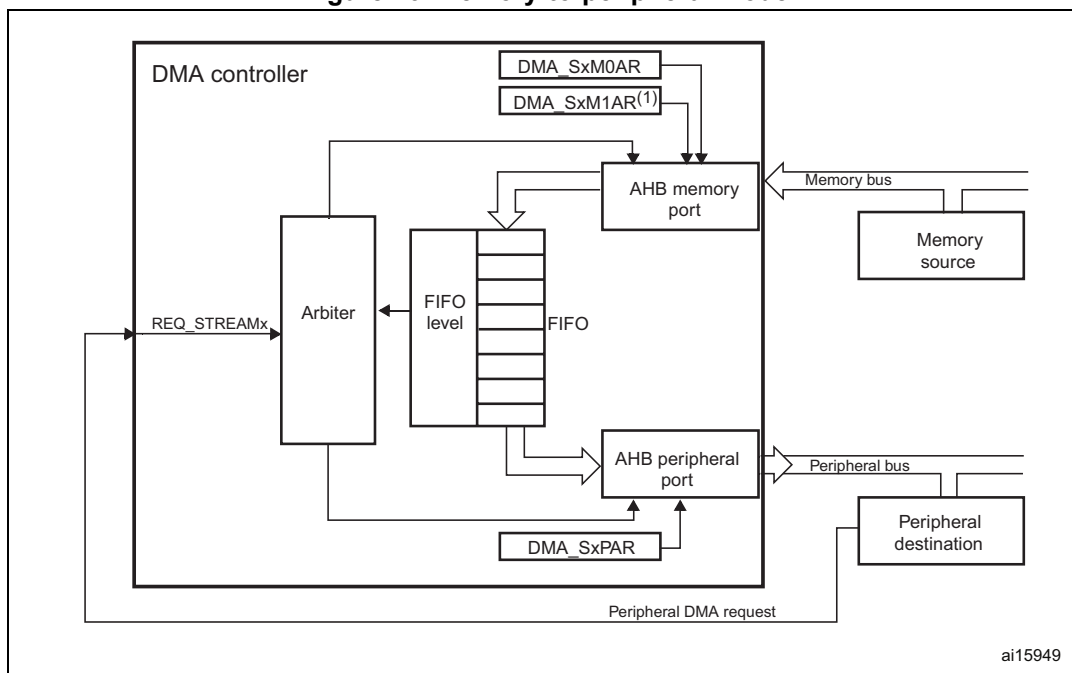 DMA controller
DMA_SxM0AR
DMA_SxM1AR(1)
AHB memory
port
Memory bus
Memory
source
REQ_STREAMx
Arbiter
FIFO
level
FIFO
AHB peripheral
port
Peripheral bus
DMA_SxPAR
Peripheral
destination
Peripheral DMA request
ai15949